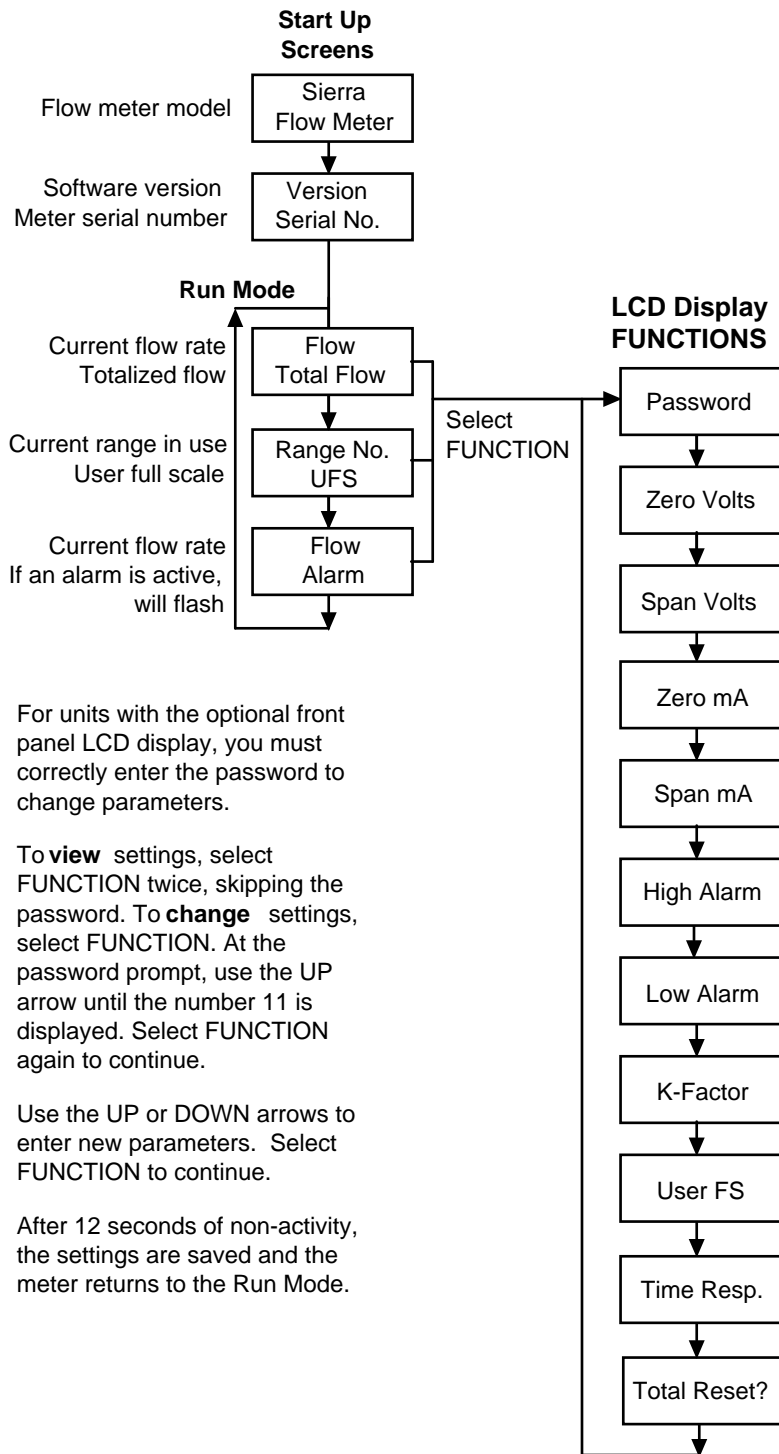 Start Up
Screens
Flow meter model
Sierra
Flow Meter
Software version
Meter serial number
Version
Serial No.
Run Mode
Current flow rate
Totalized flow
Flow
Total Flow
Current range in use
User full scale
Range No.
UFS
Current flow rate
If an alarm is active,
will flash
Flow
Alarm
Select
FUNCTION
LCD Display
FUNCTIONS
Password
Zero Volts
Span Volts
Zero mA
Span mA
High Alarm
Low Alarm
K-Factor
User FS
Time Resp.
Total Reset?
For units with the optional front
panel LCD display, you must
correctly enter the password to
change parameters.
To view settings, select
FUNCTION twice, skipping the
password. To change settings,
select FUNCTION. At the
password prompt, use the UP
arrow until the number 11 is
displayed. Select FUNCTION
again to continue.
Use the UP or DOWN arrows to
enter new parameters. Select
FUNCTION to continue.
After 12 seconds of non-activity,
the settings are saved and the
meter returns to the Run Mode.